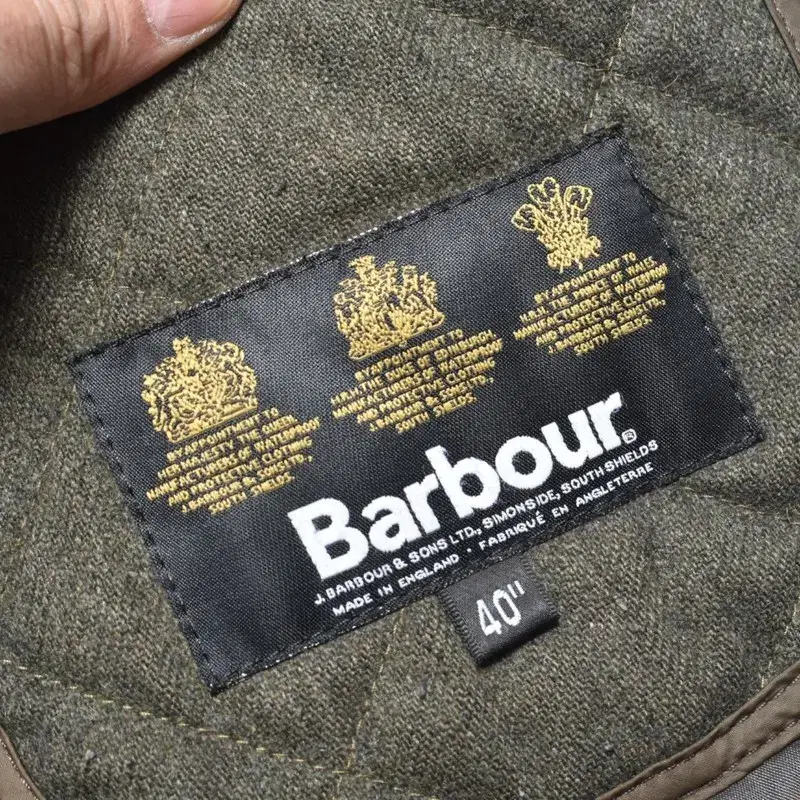 BY APPOINTMENT TO
HER MAJESTY THE QUEEN
MANUFACTURERS OF WATERPROOF
AND PROTECTIVE CLOTHING
J.BARBOUR & SONS LTD.
SOUTH SHIELDS
BY APPOINTMENT TO
H.R.H. THE DUKE OF EDINBURGH
MANUFACTURERS OF WATERPROOF
AND PROTECTIVE CLOTHING
J.BARBOUR & SONS LTD.
SOUTH SHIELDS.
BY APPOINTMENT TO
H.R.H. THE PRINCE OF WALES
MANUFACTURERS OF WATERPROOF
AND PROTECTIVE CLOTHING
J.BARBOUR & SONS LTD.
SOUTH SHIELDS
Barbour®
J.BARBOUR & SONS LTD., SIMONSIDE, SOUTH SHIELDS
MADE IN ENGLAND · FABRIQUÉ EN ANGLETERRE
40"